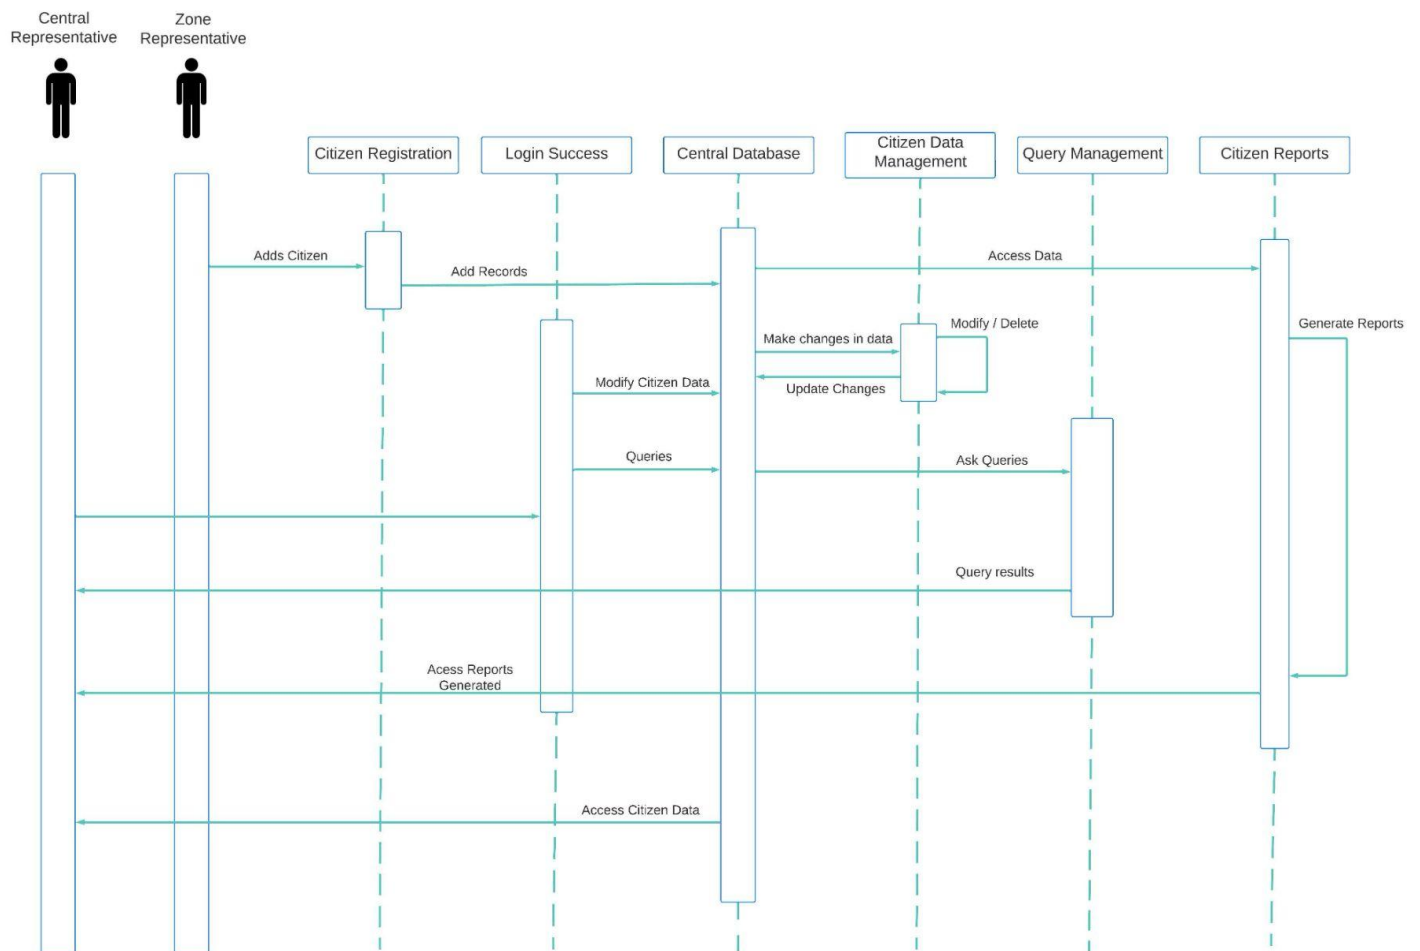 Central
Representative
Zone
Representative
Citizen Registration
Login Success
Central Database
Citizen Data
Management
Query Management
Citizen Reports
Adds Citizen
Add Records
Access Data
Modify / Delete
Generate Reports
Make changes in data
Modify Citizen Data
Update Changes
Queries
Ask Queries
Query results
Acess Reports
Generated
Access Citizen Data